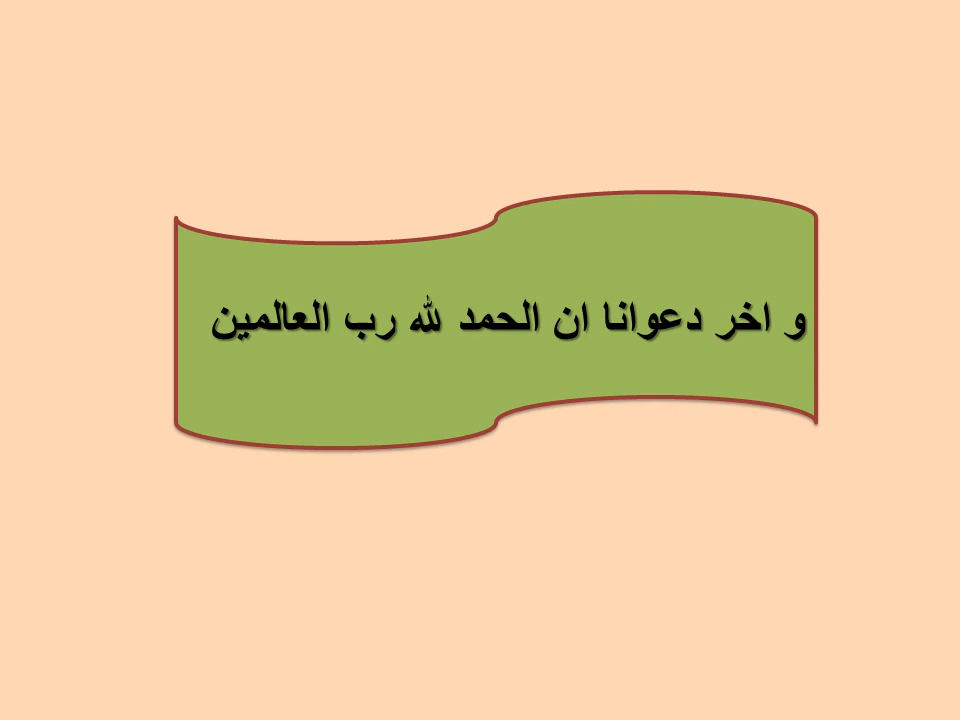 و اخر دعوانا ان الحمد لله رب العالمين